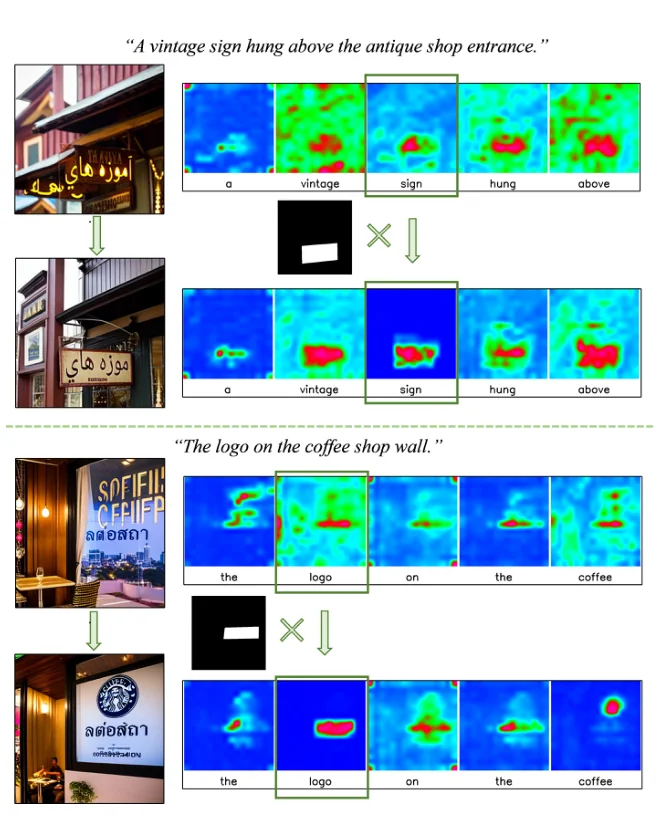 “A vintage sign hung above the antique shop entrance.”
آموزه هاي
a vintage sign hung above
موزه هاي
a vintage sign hung above
“The logo on the coffee shop wall.”
ลต่อสถา
the logo on the coffee
ลต่อสถา
the logo on the coffee